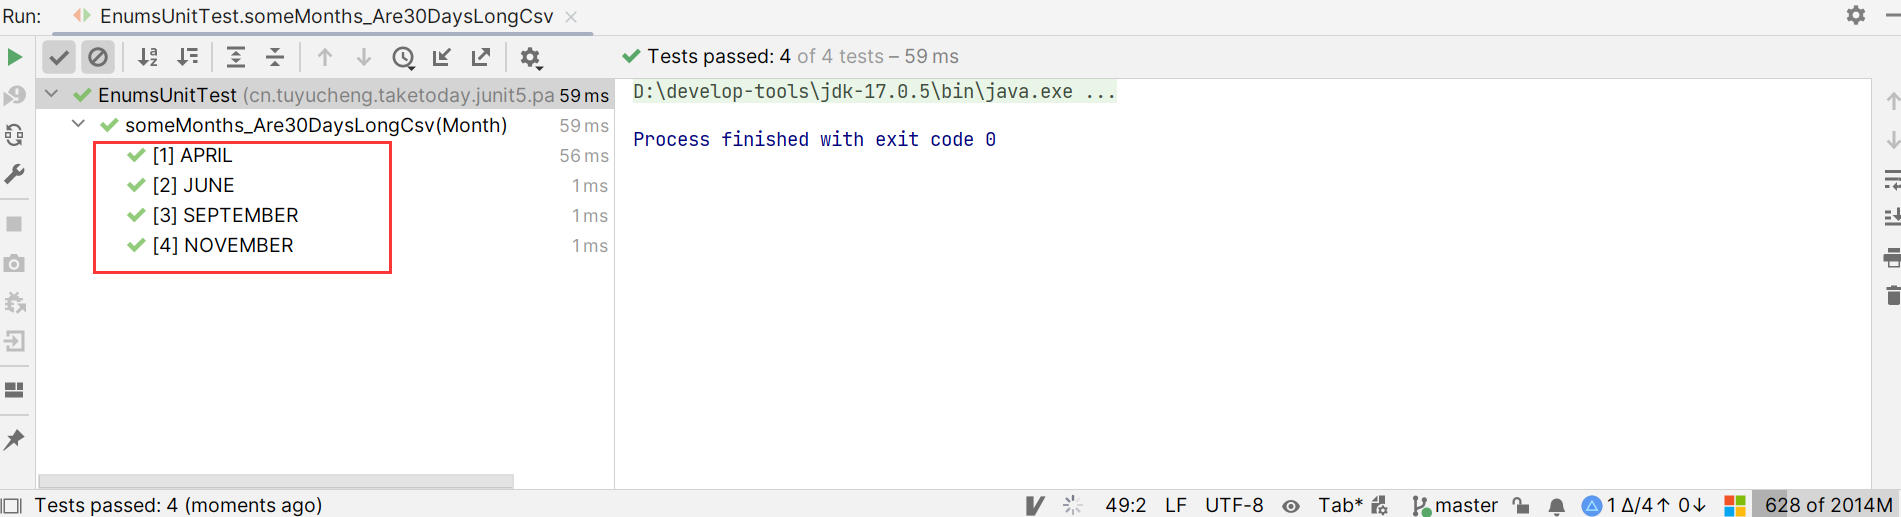 Run: EnumsUnitTest.someMonths_Are30DaysLongCsv
Tests passed: 4 of 4 tests – 59 ms
EnumsUnitTest (cn.tuyucheng.taketoday.junit5.pa 59 ms
someMonths_Are30DaysLongCsv(Month) 59 ms
[1] APRIL 56 ms
[2] JUNE 1 ms
[3] SEPTEMBER 1 ms
[4] NOVEMBER 1 ms
D:\develop-tools\jdk-17.0.5\bin\java.exe ...
Process finished with exit code 0
Tests passed: 4 (moments ago) 49:2 LF UTF-8 Tab* master 1 Δ/4↑ 0↓ 628 of 2014M